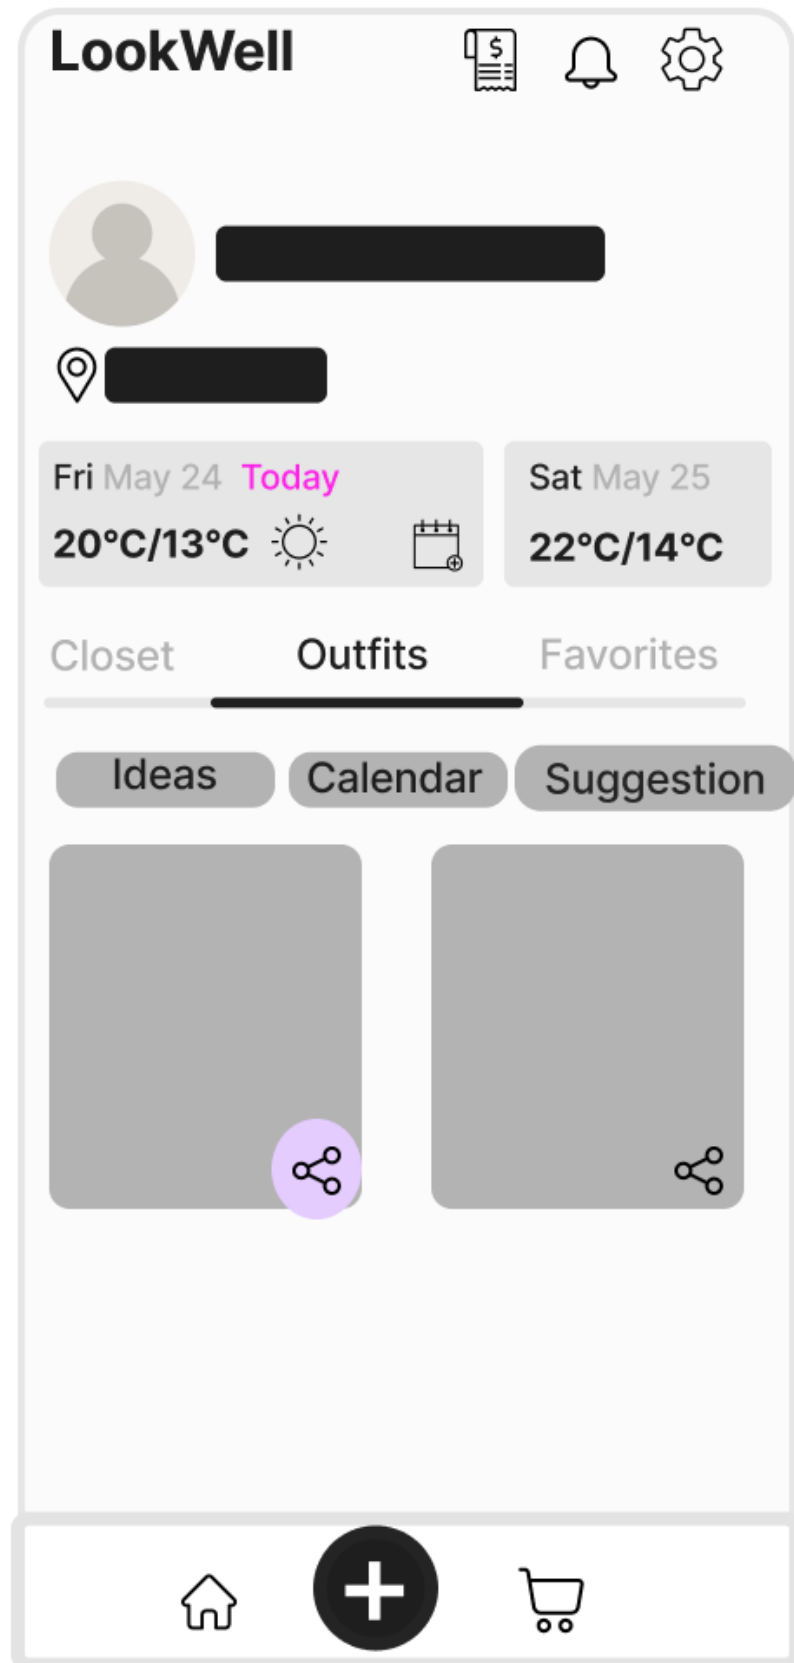 LookWell
$
Fri May 24 Today
20°C/13°C
Sat May 25
22°C/14°C
Closet Outfits Favorites
Ideas Calendar Suggestion